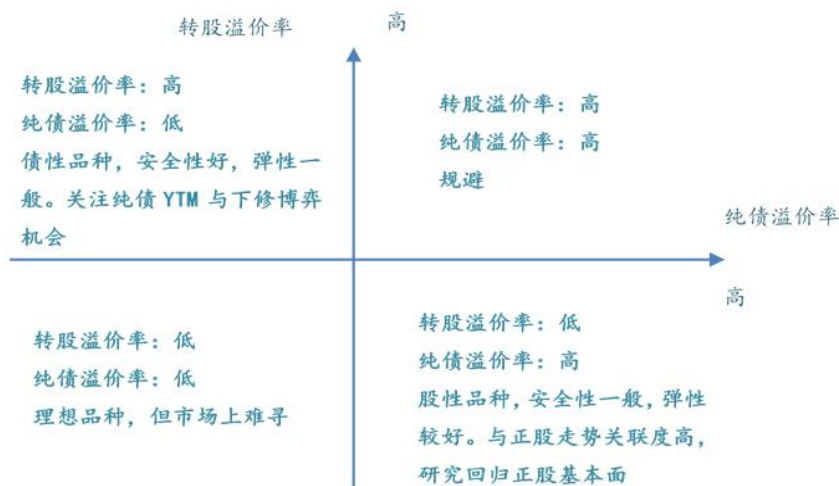 转股溢价率
高
转股溢价率：高
纯债溢价率：低
债性品种，安全性好，弹性一
般。关注纯债 YTM 与下修博弈
机会
转股溢价率：高
纯债溢价率：高
规避
纯债溢价率
高
转股溢价率：低
纯债溢价率：低
理想品种，但市场上难寻
转股溢价率：低
纯债溢价率：高
股性品种，安全性一般，弹性
较好。与正股走势关联度高，
研究回归正股基本面